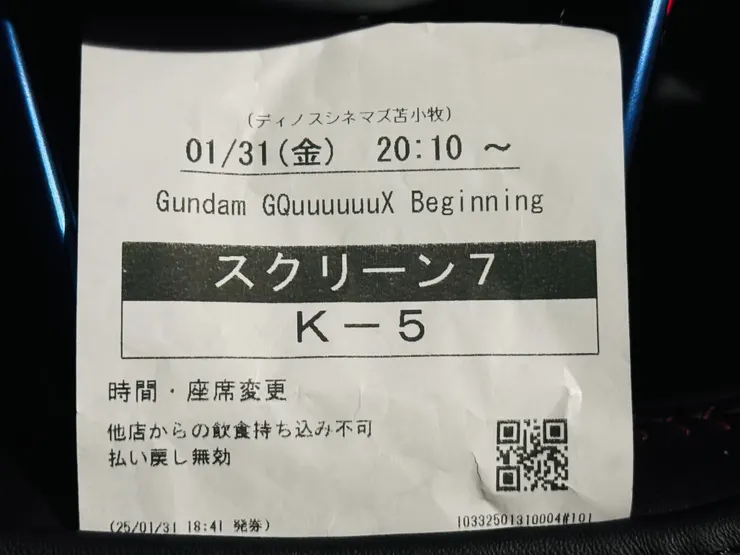 (ディノスシネマズ苫小牧)
01/31(金) 20:10 ～
Gundam GQuuuuuuX Beginning
スクリーン7
K－5
時間・座席変更
他店からの飲食持ち込み不可
払い戻し無効
(25/01/31 18:41 発券)
10332501310004#101